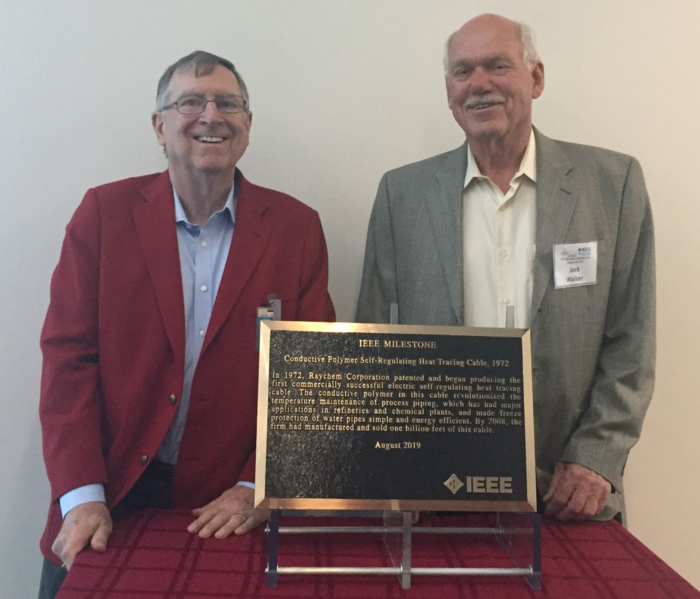 IEEE MILESTONE
Conductive Polymer Self-Regulating Heat Tracing Cable, 1972
In 1972, Raychem Corporation patented and began producing the
first commercially successful electric self-regulating heat tracing
cable. The conductive polymer in this cable revolutionized the
temperature maintenance of process piping, which has had major
applications in refineries and chemical plants, and made freeze
protection of water pipes simple and energy efficient. By 2008, the
firm had manufactured and sold one billion feet of this cable.
August 2019
IEEE
Jack
Walker